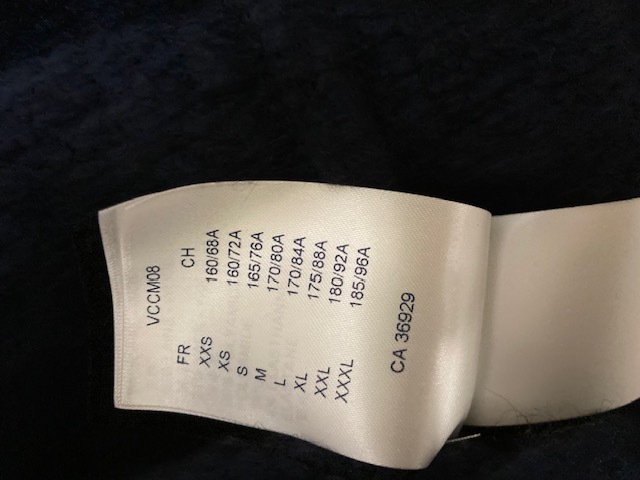 VCCM08
FR CH
XXS 160/68A
XS 160/72A
S 165/76A
M 170/80A
L 170/84A
XL 175/88A
XXL 180/92A
XXXL 185/96A
CA 36929